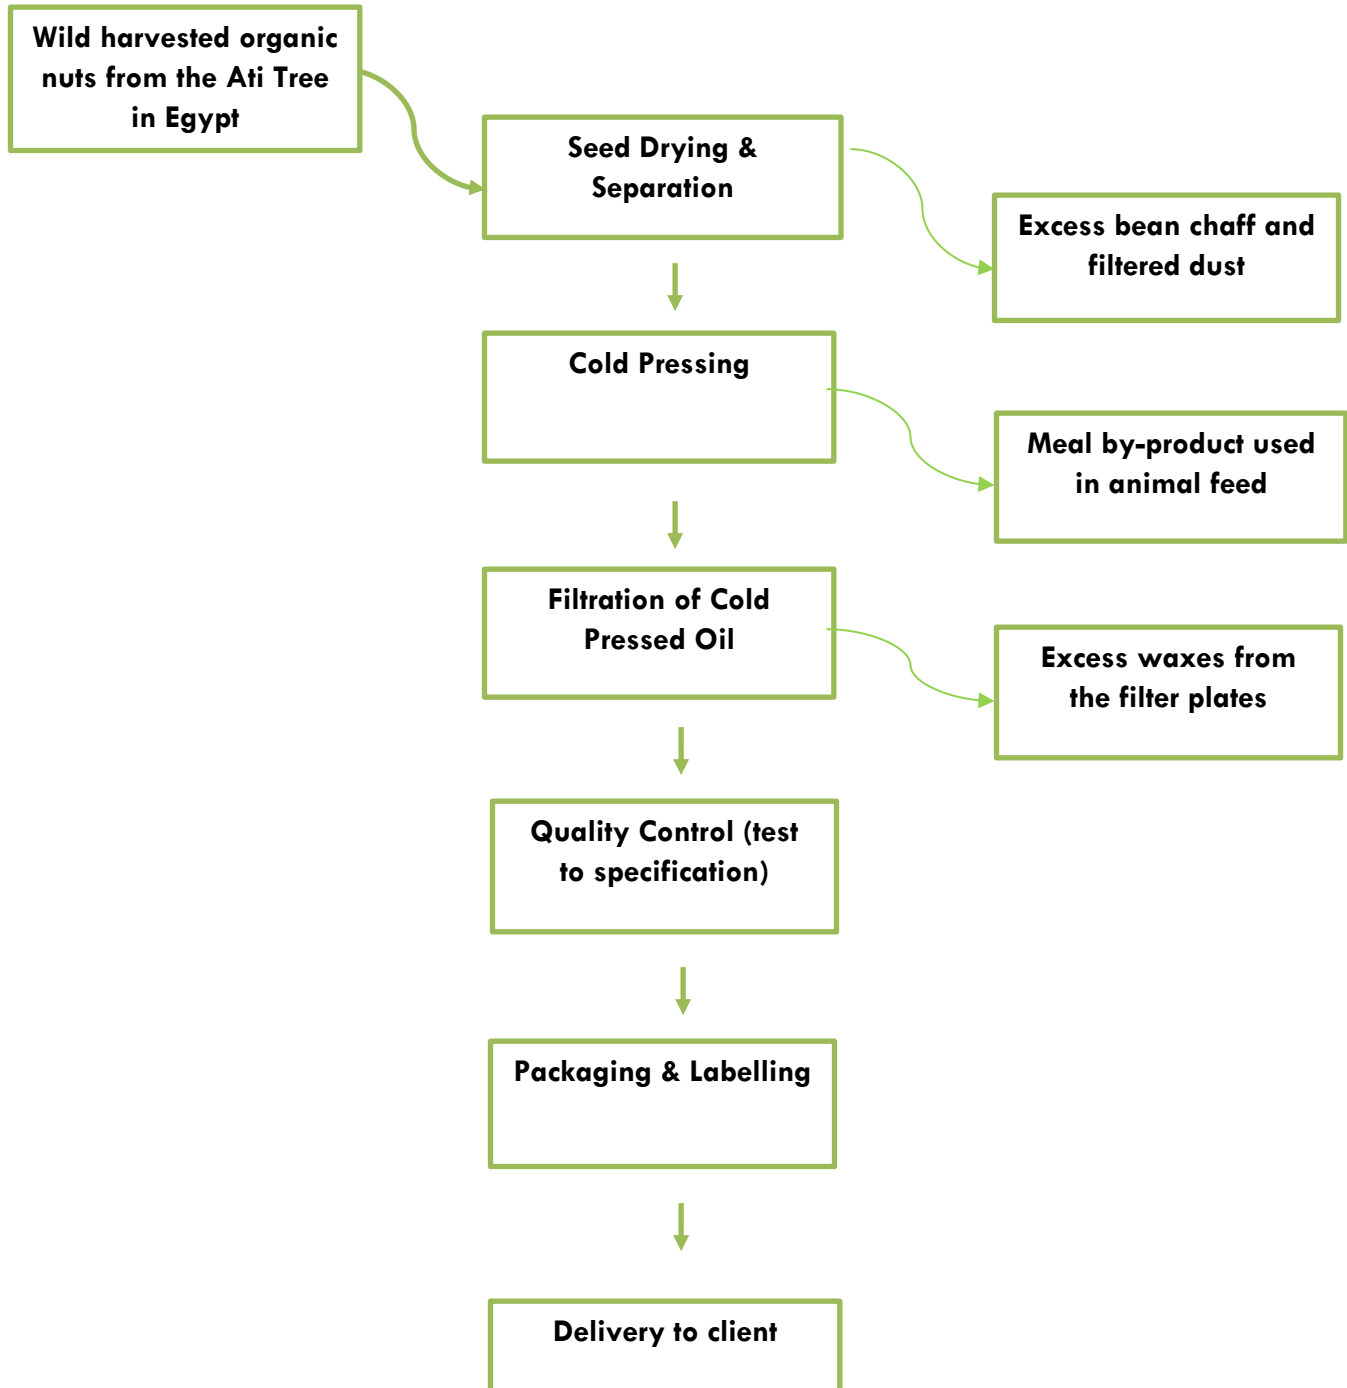 Wild harvested organic
nuts from the Ati Tree
in Egypt
Seed Drying &
Separation
Excess bean chaff and
filtered dust
Cold Pressing
Meal by-product used
in animal feed
Filtration of Cold
Pressed Oil
Excess waxes from
the filter plates
Quality Control (test
to specification)
Packaging & Labelling
Delivery to client